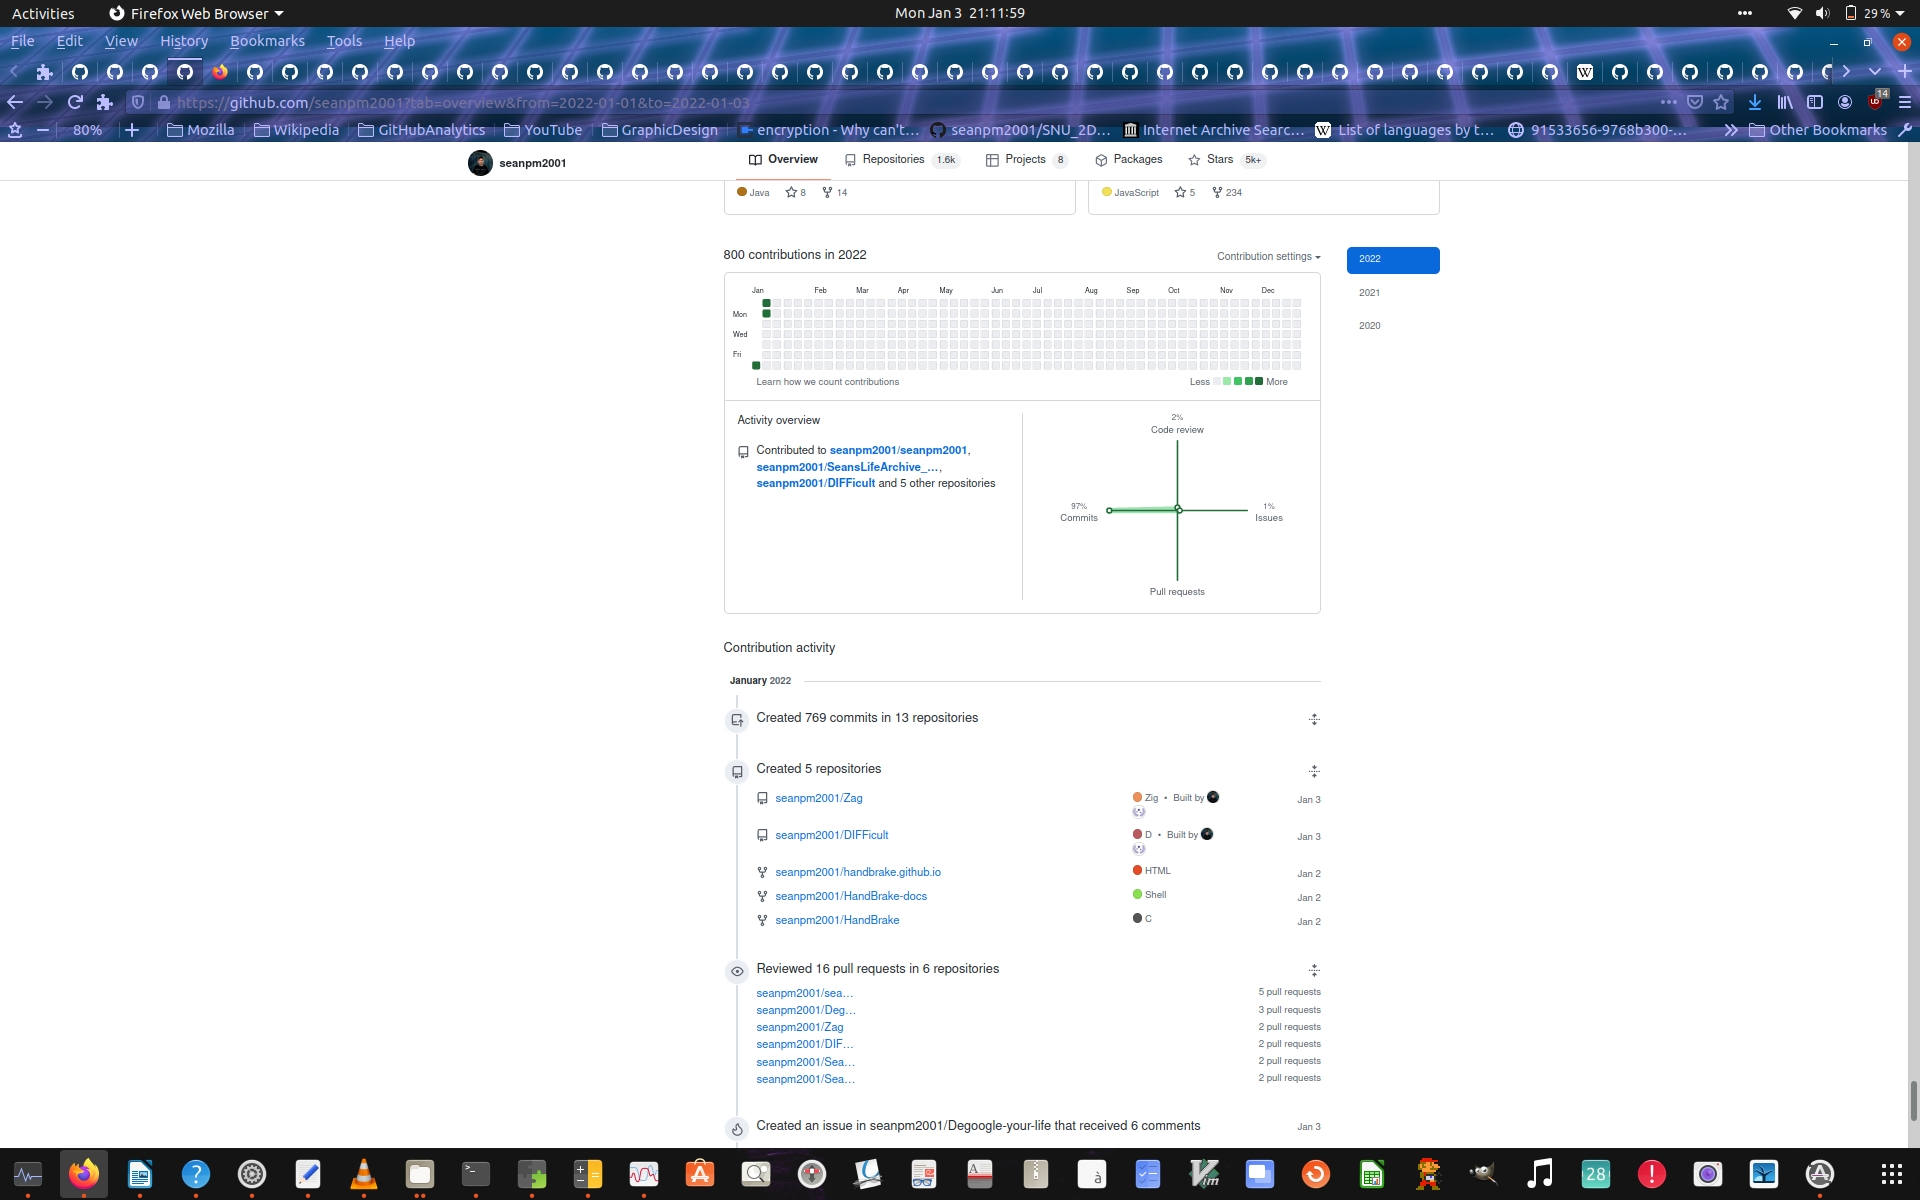 Activities Firefox Web Browser Mon Jan 3 21:11:59 29 %
File Edit View History Bookmarks Tools Help
https://github.com/seanpm2001?tab=overview&from=2022-01-01&to=2022-01-03 14
80% Mozilla Wikipedia GitHubAnalytics YouTube GraphicDesign encryption - Why can't… seanpm2001/SNU_2D… Internet Archive Searc… List of languages by t… 91533656-9768b300-… Other Bookmarks
seanpm2001 Overview Repositories 1.6k Projects 8 Packages Stars 5k+
Java 8 14 JavaScript 5 234
800 contributions in 2022 Contribution settings
2022
2021
2020
Jan Feb Mar Apr May Jun Jul Aug Sep Oct Nov Dec
Mon
Wed
Fri
Learn how we count contributions Less More
Activity overview
Contributed to seanpm2001/seanpm2001,
seanpm2001/SeansLifeArchive_…,
seanpm2001/DIFFicult and 5 other repositories
2%
Code review
97%
Commits
1%
Issues
Pull requests
Contribution activity
January 2022
Created 769 commits in 13 repositories
Created 5 repositories
seanpm2001/Zag Zig • Built by Jan 3
seanpm2001/DIFFicult D • Built by Jan 3
seanpm2001/handbrake.github.io HTML Jan 2
seanpm2001/HandBrake-docs Shell Jan 2
seanpm2001/HandBrake C Jan 2
Reviewed 16 pull requests in 6 repositories
seanpm2001/sea… 5 pull requests
seanpm2001/Deg… 3 pull requests
seanpm2001/Zag 2 pull requests
seanpm2001/DIF… 2 pull requests
seanpm2001/Sea… 2 pull requests
seanpm2001/Sea… 2 pull requests
Created an issue in seanpm2001/Degoogle-your-life that received 6 comments Jan 3
28